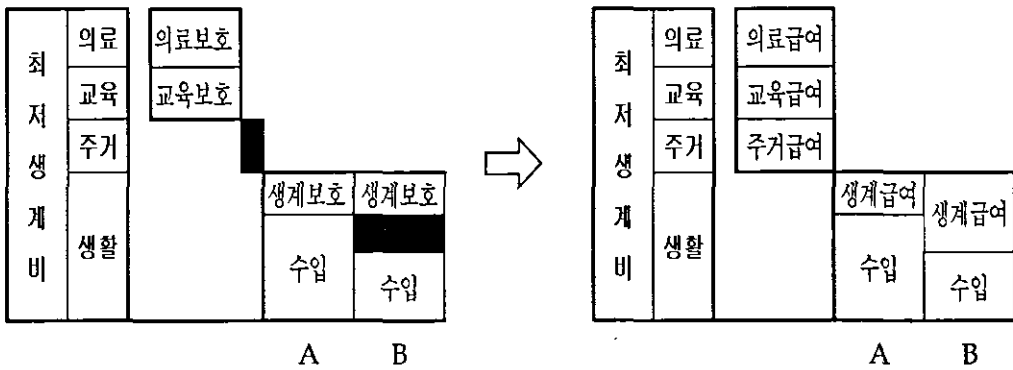 최저생계비
의료
교육
주거
생활
의료보호
교육보호
생계보호
생계보호
수입
수입
A
B
최저생계비
의료
교육
주거
생활
의료급여
교육급여
주거급여
생계급여
생계급여
수입
수입
A
B